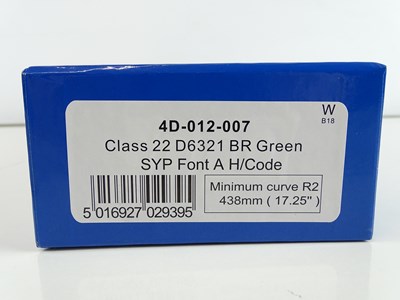 W
B18
4D-012-007
Class 22 D6321 BR Green
SYP Font A H/Code
Minimum curve R2
438mm ( 17.25" )
5 016927 029395